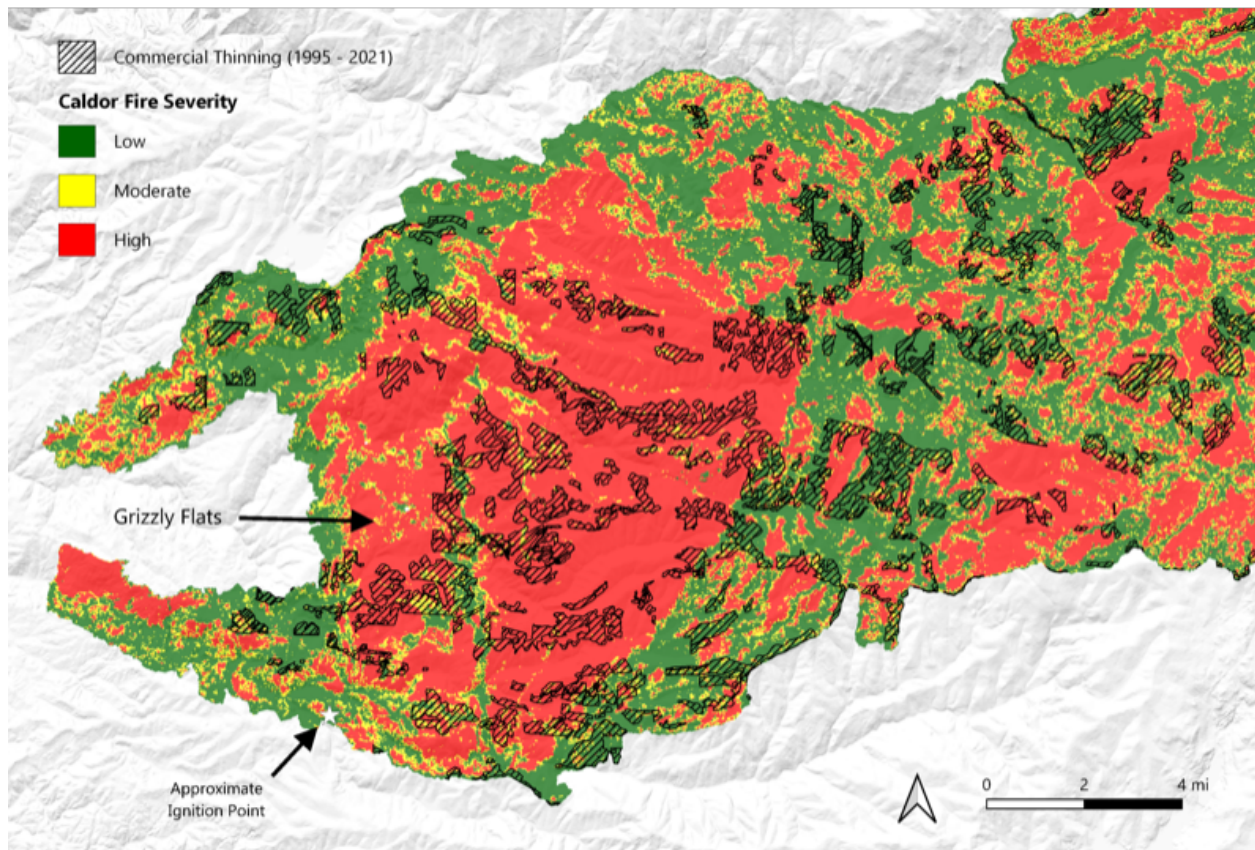 Commercial Thinning (1995 - 2021)
Caldor Fire Severity
Low
Moderate
High
Grizzly Flats
Approximate
Ignition Point
0 2 4 mi